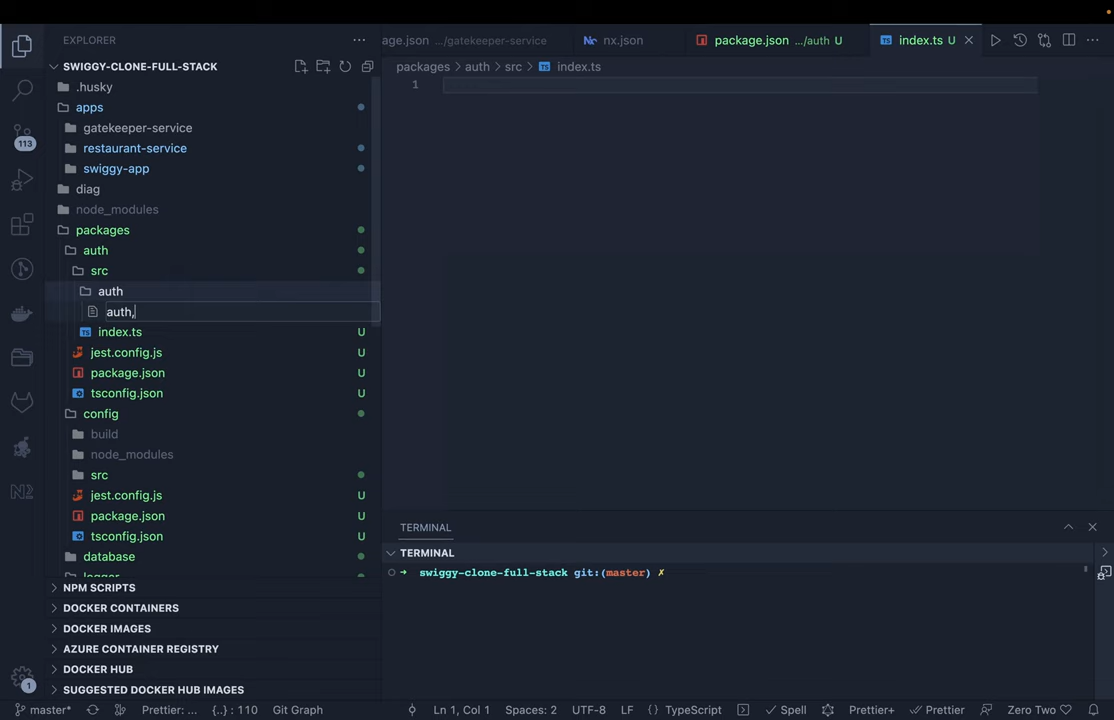 EXPLORER
age.json .../gatekeeper-service
nx.json
package.json .../auth U
index.ts U
SWIGGY-CLONE-FULL-STACK
packages > auth > src > index.ts
.husky
1
apps
gatekeeper-service
113
restaurant-service
swiggy-app
diag
node_modules
packages
auth
src
auth
auth,
index.ts U
jest.config.js U
package.json U
tsconfig.json U
config
build
node_modules
src
jest.config.js U
package.json U
tsconfig.json U
database
logger
TERMINAL
TERMINAL
swiggy-clone-full-stack git:(master) ✗
NPM SCRIPTS
DOCKER CONTAINERS
DOCKER IMAGES
AZURE CONTAINER REGISTRY
DOCKER HUB
SUGGESTED DOCKER HUB IMAGES
1
master* Prettier: ... {..} : 110 Git Graph Ln 1, Col 1 Spaces: 2 UTF-8 LF {} TypeScript Spell Prettier+ Prettier Zero Two